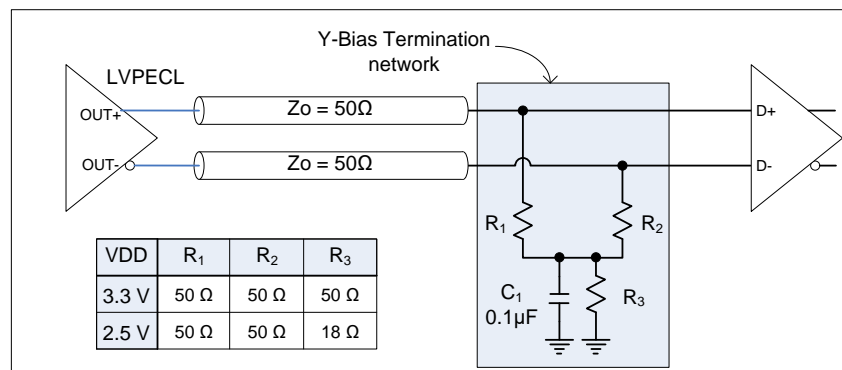 Y-Bias Termination
network
LVPECL
OUT+
Zo = 50Ω
D+
OUT-
Zo = 50Ω
D-
R1
R2
VDD R1 R2 R3
3.3 V 50 Ω 50 Ω 50 Ω
2.5 V 50 Ω 50 Ω 18 Ω
C1
0.1µF
R3